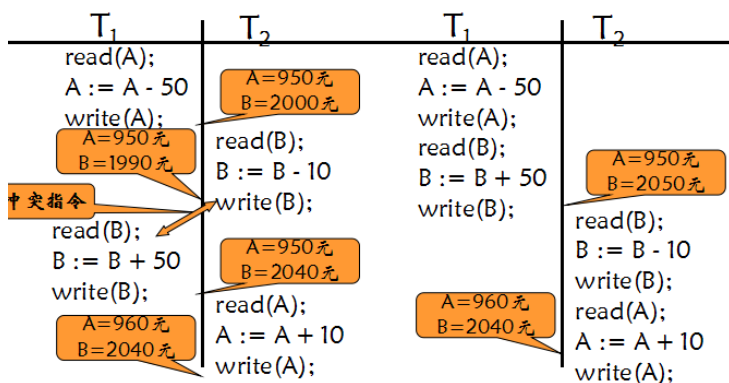 T1
T2
read(A);
A := A - 50
write(A);
A=950元
B=2000元
read(B);
B := B - 10
write(B);
A=950元
B=1990元
冲突指令
read(B);
B := B + 50
write(B);
A=950元
B=2040元
read(A);
A := A + 10
write(A);
A=960元
B=2040元
T1
T2
read(A);
A := A - 50
write(A);
read(B);
B := B + 50
write(B);
A=950元
B=2050元
read(B);
B := B - 10
write(B);
read(A);
A := A + 10
write(A);
A=960元
B=2040元